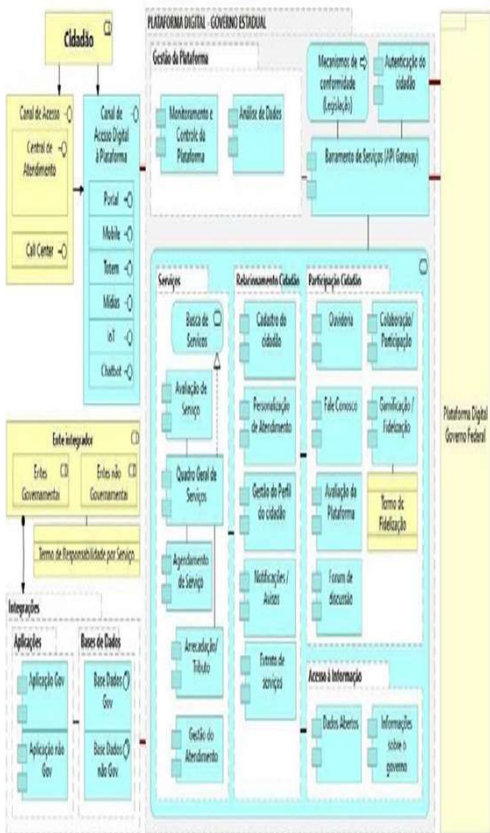 Cidadão
Canal de Acesso
Central de
Atendimento
Call Center
Canal de
Acesso Digital
à Plataforma
Portal
Mobile
Totem
Mídias
IoT
Chatbot
Ente integrador
Entes
Governamentai
Entes não
Governamentai
Termo de Responsabilidade por Serviço
Integrações
Aplicações
Aplicação Gov
Aplicação não
Gov
Bases de Dados
Base Dados
Gov
Base Dados
não Gov
PLATAFORMA DIGITAL - GOVERNO ESTADUAL
Gestão da Plataforma
Monitoramento e
Controle da
Plataforma
Análise de Dados
Mecanismos de
conformidade
(Legislação)
Autenticação do
cidadão
Barramento de Serviços (API Gateway)
Serviços
Busca de
Servicos
Avaliação de
Serviço
Quadro Geral de
Serviços
Agendamento
de Serviço
Arrecadação/
Tributo
Gestão do
Atendimento
Relacionamento Cidadão
Cadastro do
cidadão
Personalização
de Atendimento
Gestão do Perfil
do cidadão
Notificações /
Avisos
Extrato de
serviços
Participação Cidadão
Ouvidoria
Colaboração/
Participação
Fale Conosco
Gamificação /
Fidelização
Avaliação da
Plataforma
Termo de
Fidelização
Forum de
discussão
Acesso à Informação
Dados Abertos
Informações
sobre o
governo
Plataforma Digital
Governo Federal